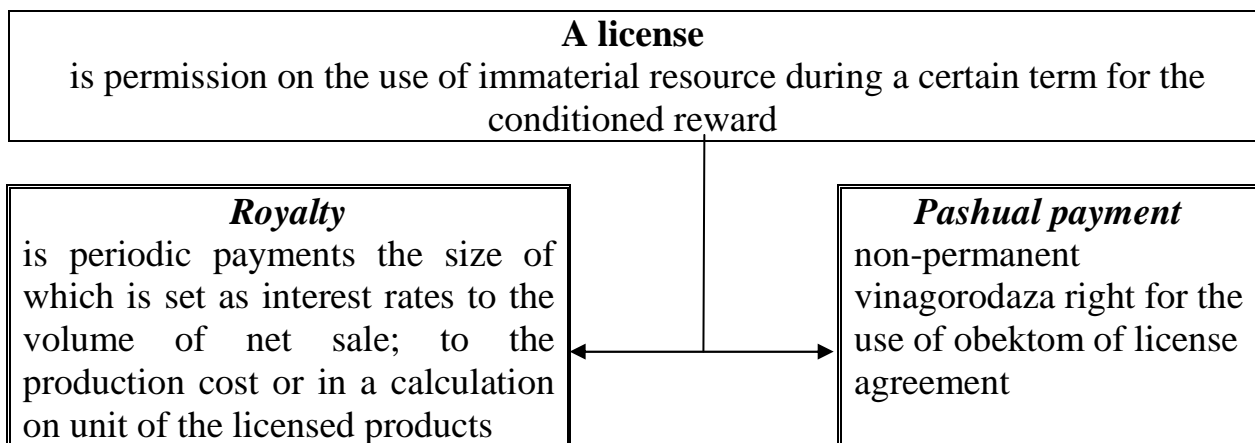 A license
is permission on the use of immaterial resource during a certain term for the
conditioned reward
Royalty
is periodic payments the size of
which is set as interest rates to the
volume of net sale; to the
production cost or in a calculation
on unit of the licensed products
Pashual payment
non-permanent
vinagorodaza right for the
use of obektom of license
agreement